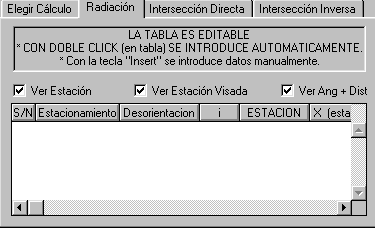 Elegir Cálculo Radiación Intersección Directa Intersección Inversa
LA TABLA ES EDITABLE
* CON DOBLE CLICK (en tabla) SE INTRODUCE AUTOMATICAMENTE.
* Con la tecla "Insert" se introduce datos manualmente.
Ver Estación Ver Estación Visada Ver Ang + Dist
S/N Estacionamiento Desorientacion i ESTACION X (esta